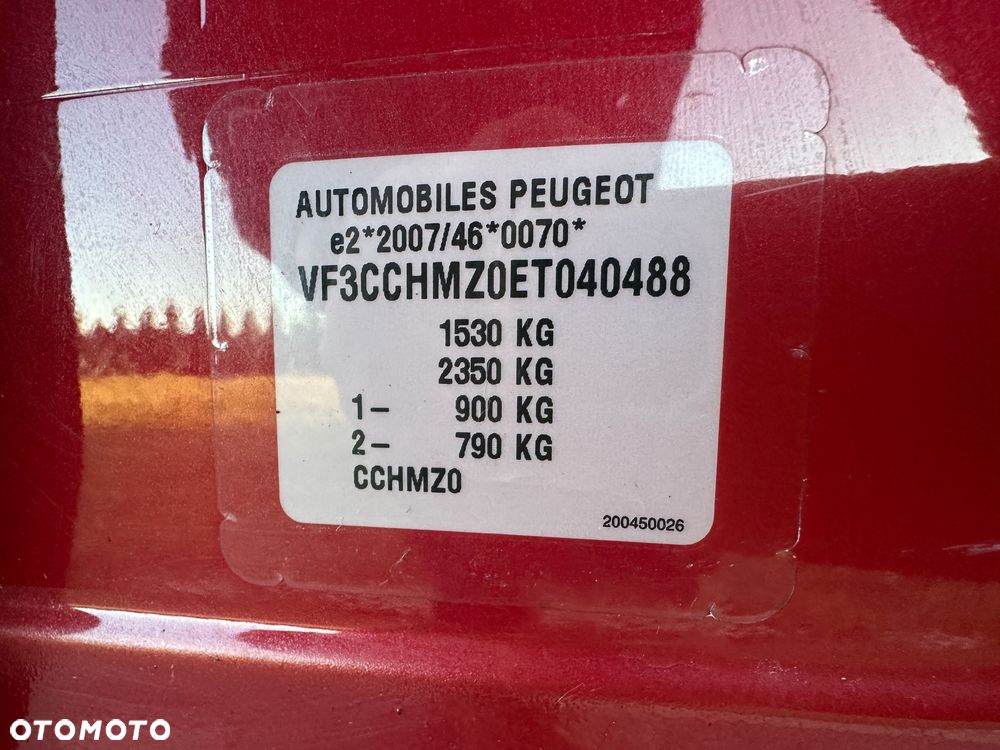 AUTOMOBILES PEUGEOT
e2*2007/46*0070*
VF3CCHMZ0ET040488
1530 KG
2350 KG
1- 900 KG
2- 790 KG
CCHMZ0
200450026
OTOMOTO